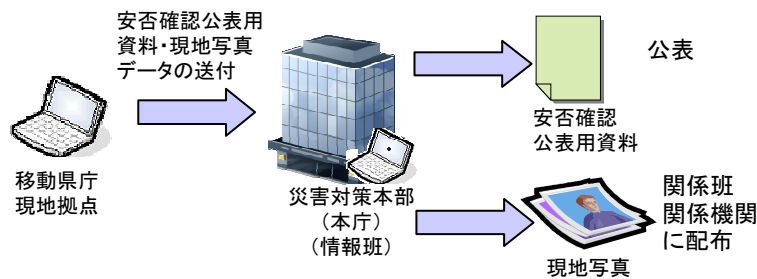 安否確認公表用
資料・現地写真
データの送付
移動県庁
現地拠点
災害対策本部
（本庁）
（情報班）
公表
安否確認
公表用資料
関係班
関係機関
に配布
現地写真